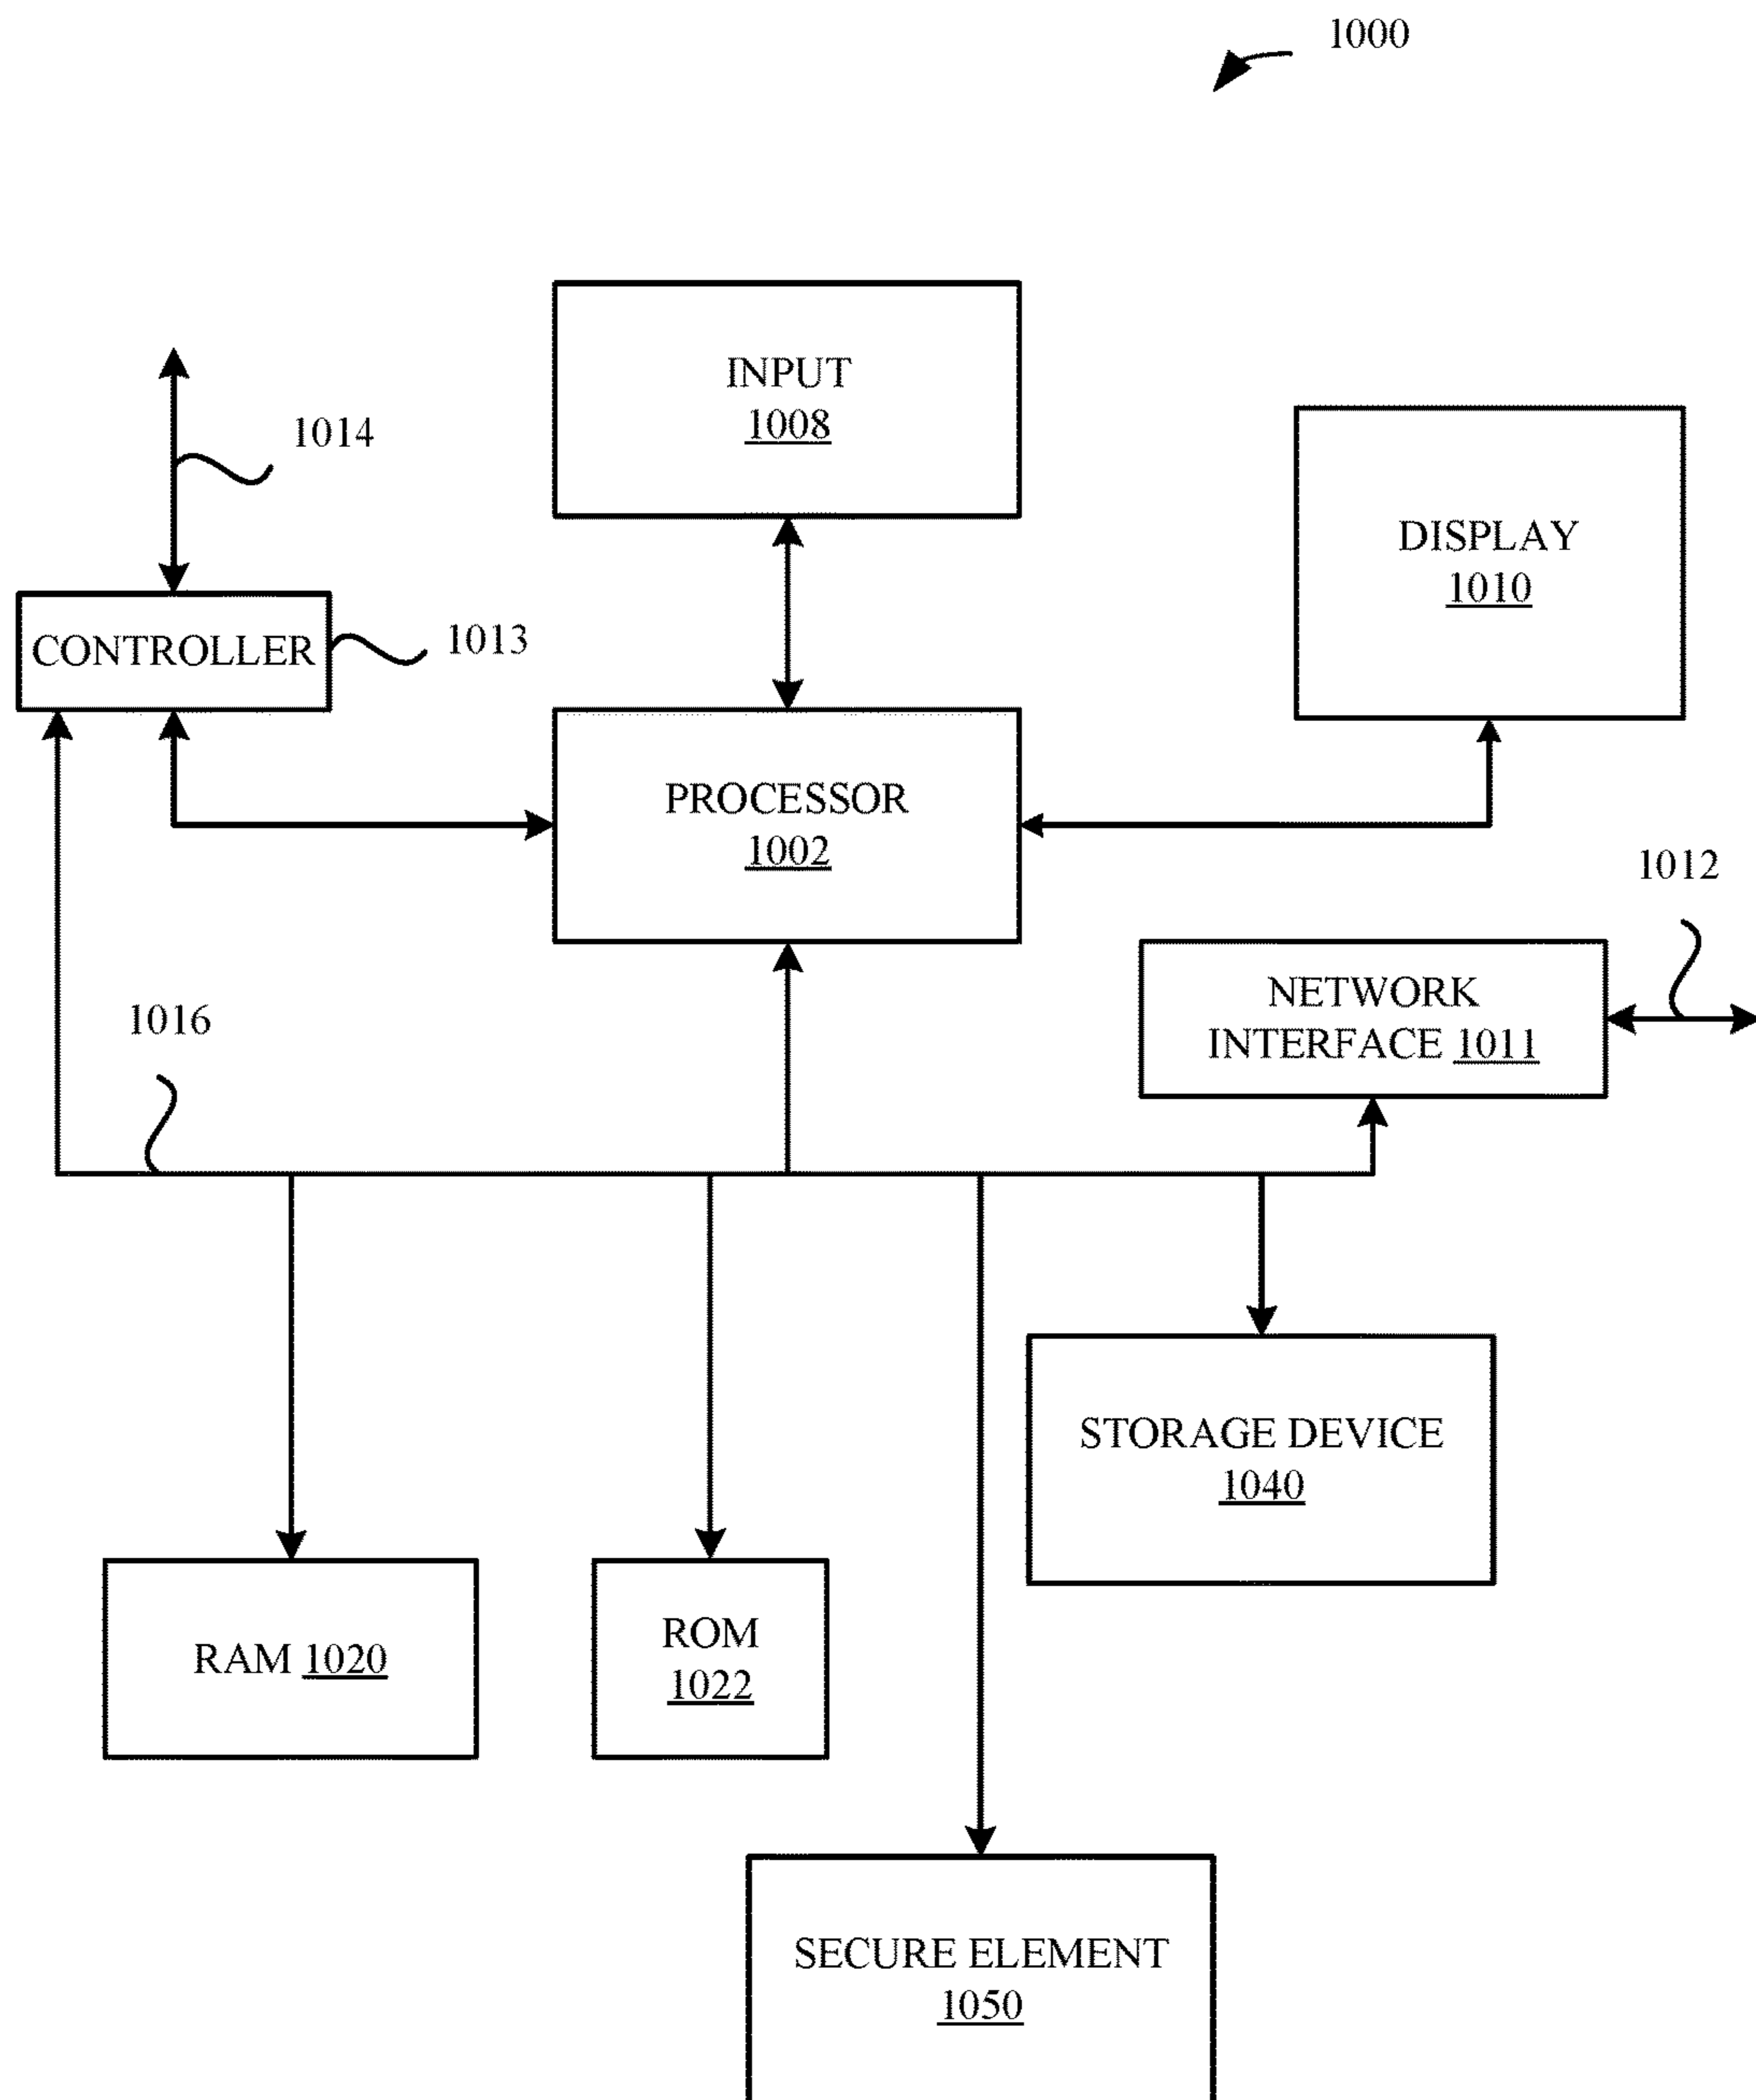 1000
INPUT
1008
1014
DISPLAY
1010
CONTROLLER
1013
PROCESSOR
1002
1012
NETWORK
INTERFACE 1011
1016
STORAGE DEVICE
1040
RAM 1020
ROM
1022
SECURE ELEMENT
1050